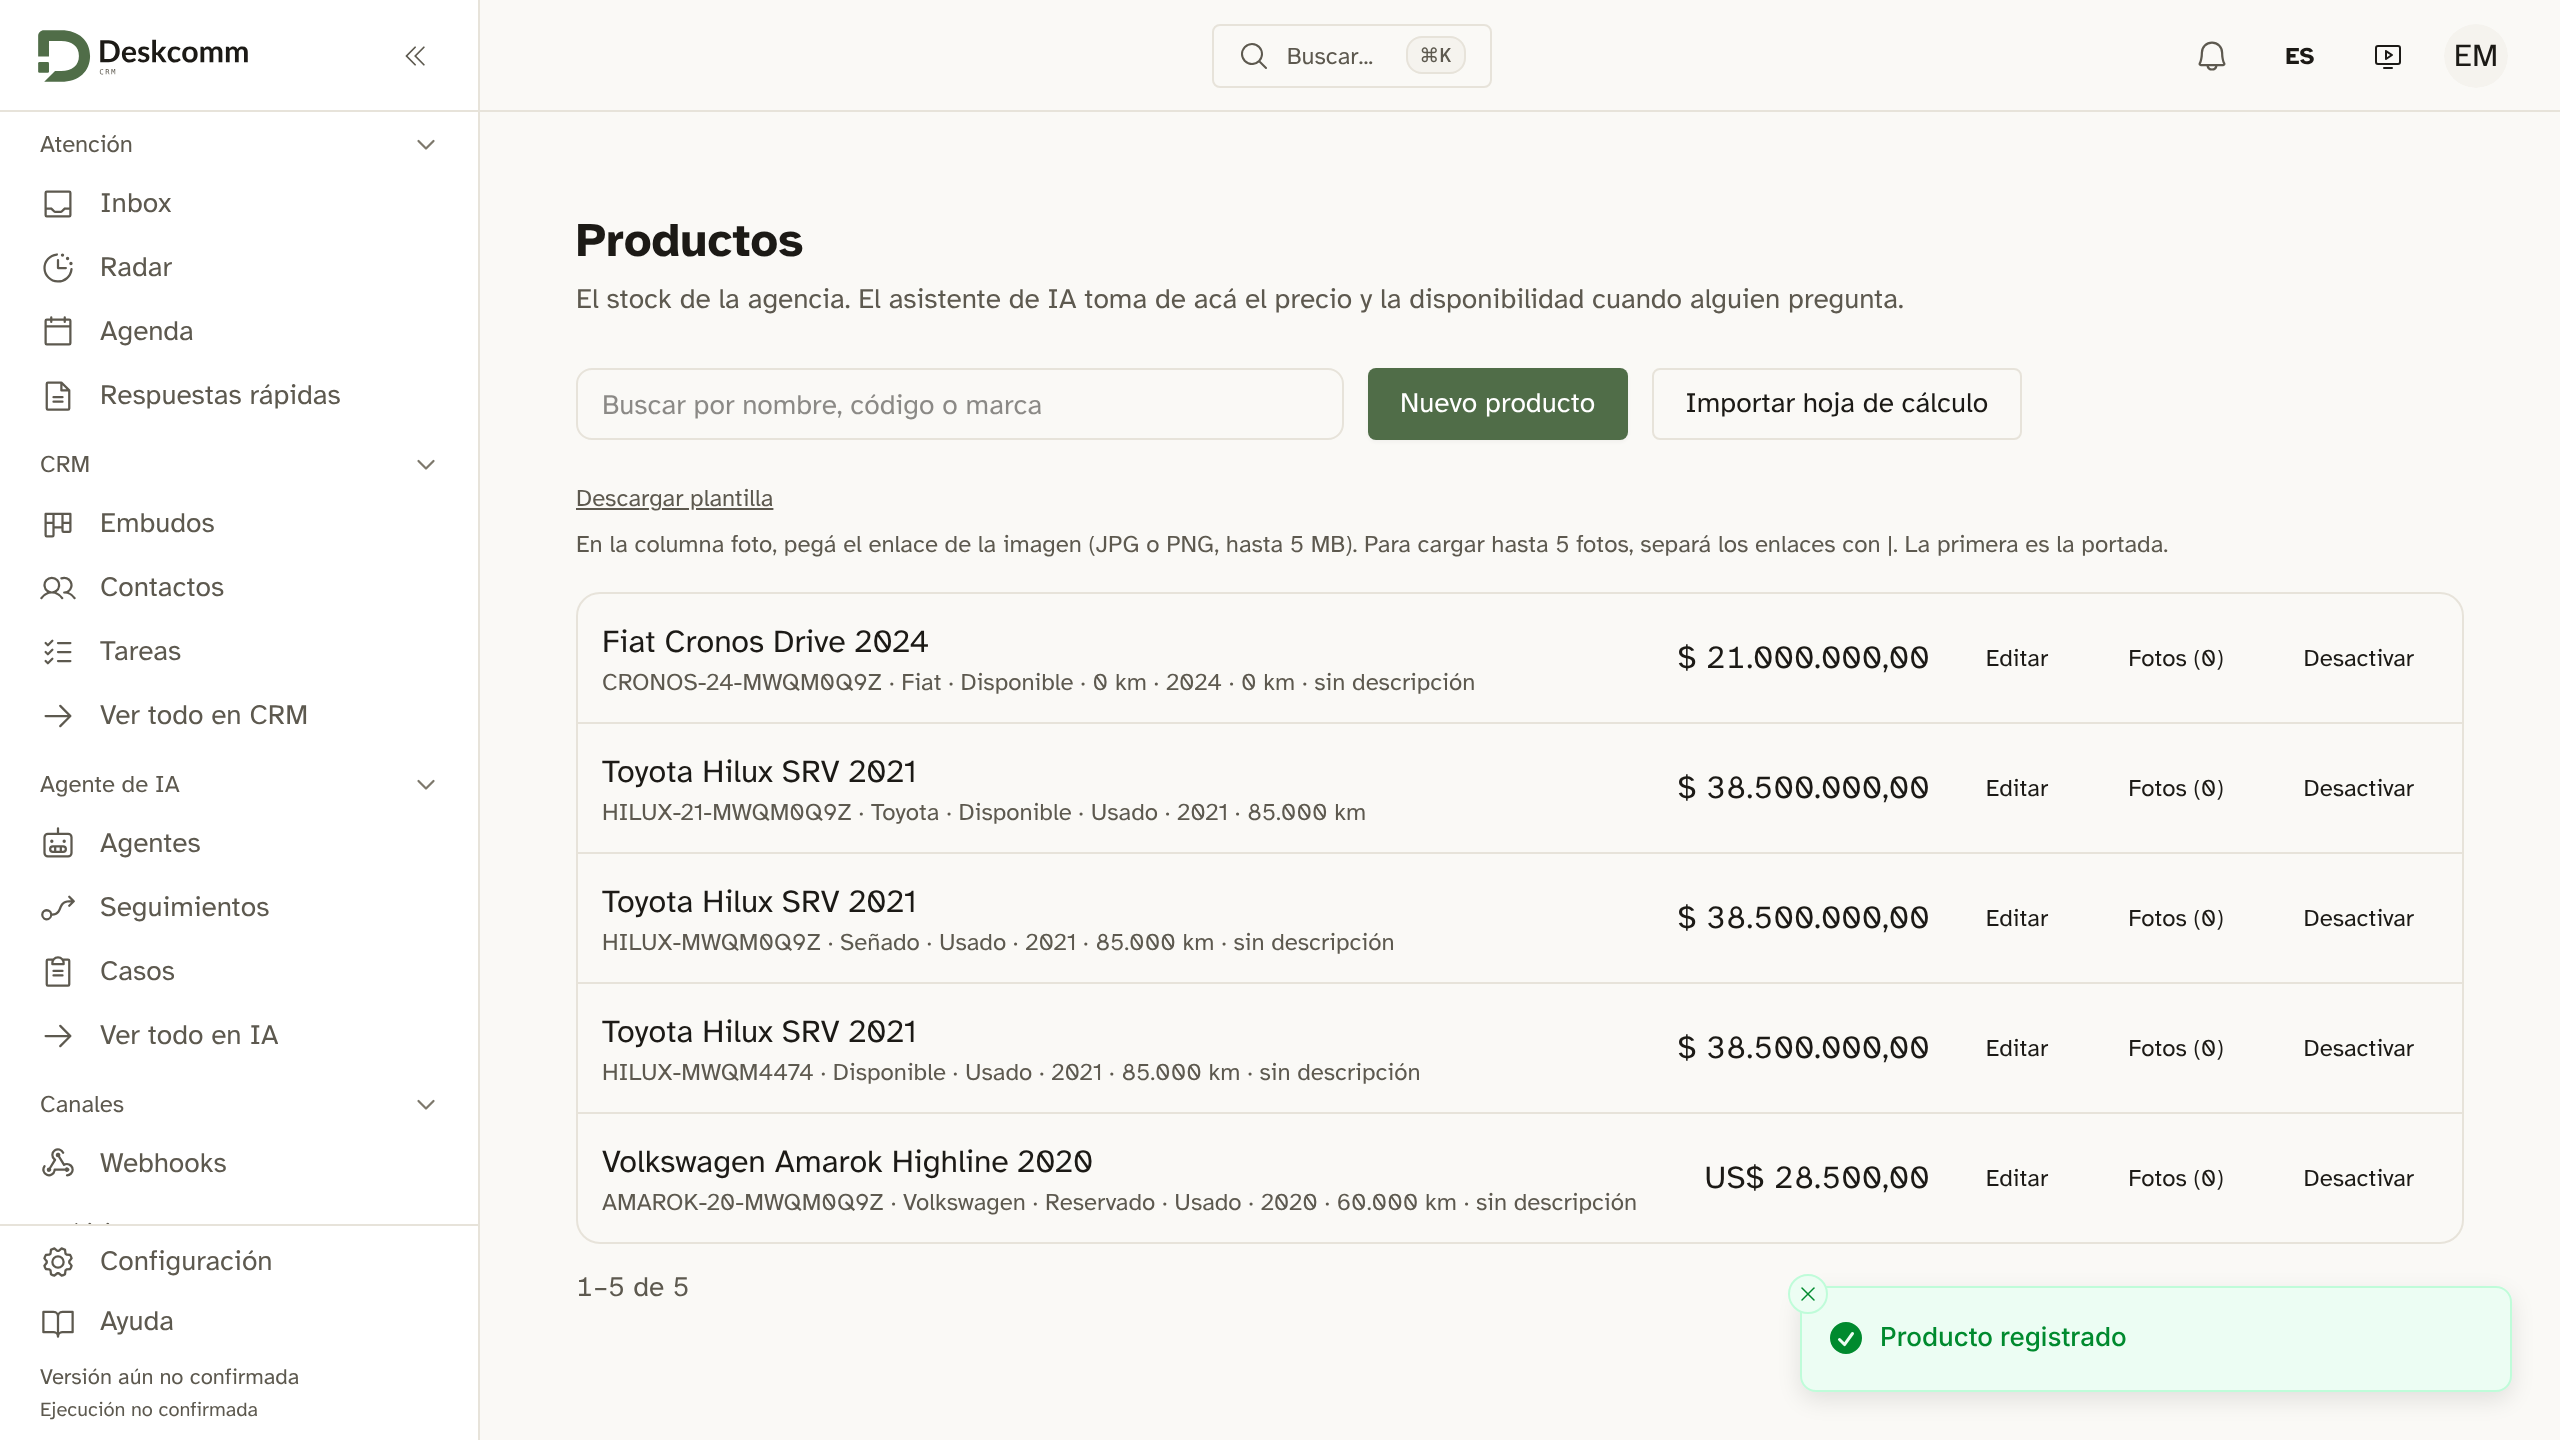 Deskcomm
CRM
Buscar...
⌘K
ES
EM
Atención
Inbox
Radar
Agenda
Respuestas rápidas
CRM
Embudos
Contactos
Tareas
Ver todo en CRM
Agente de IA
Agentes
Seguimientos
Casos
Ver todo en IA
Canales
Webhooks
Configuración
Ayuda
Versión aún no confirmada
Ejecución no confirmada
Productos
El stock de la agencia. El asistente de IA toma de acá el precio y la disponibilidad cuando alguien pregunta.
Buscar por nombre, código o marca
Nuevo producto
Importar hoja de cálculo
Descargar plantilla
En la columna foto, pegá el enlace de la imagen (JPG o PNG, hasta 5 MB). Para cargar hasta 5 fotos, separá los enlaces con |. La primera es la portada.
Fiat Cronos Drive 2024
CRONOS-24-MWQM0Q9Z · Fiat · Disponible · 0 km · 2024 · 0 km · sin descripción
$ 21.000.000,00
Editar
Fotos (0)
Desactivar
Toyota Hilux SRV 2021
HILUX-21-MWQM0Q9Z · Toyota · Disponible · Usado · 2021 · 85.000 km
$ 38.500.000,00
Editar
Fotos (0)
Desactivar
Toyota Hilux SRV 2021
HILUX-MWQM0Q9Z · Señado · Usado · 2021 · 85.000 km · sin descripción
$ 38.500.000,00
Editar
Fotos (0)
Desactivar
Toyota Hilux SRV 2021
HILUX-MWQM4474 · Disponible · Usado · 2021 · 85.000 km · sin descripción
$ 38.500.000,00
Editar
Fotos (0)
Desactivar
Volkswagen Amarok Highline 2020
AMAROK-20-MWQM0Q9Z · Volkswagen · Reservado · Usado · 2020 · 60.000 km · sin descripción
US$ 28.500,00
Editar
Fotos (0)
Desactivar
1–5 de 5
Producto registrado